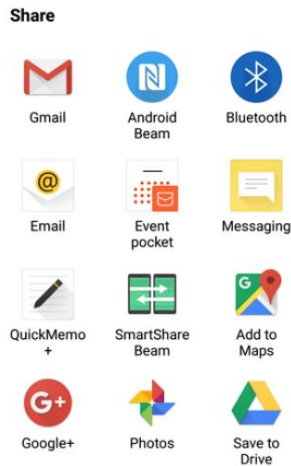 Share
Gmail
Android
Beam
Bluetooth
@
Email
Event
pocket
Messaging
QuickMemo
+
SmartShare
Beam
G
Add to
Maps
G+
Google+
Photos
Save to
Drive